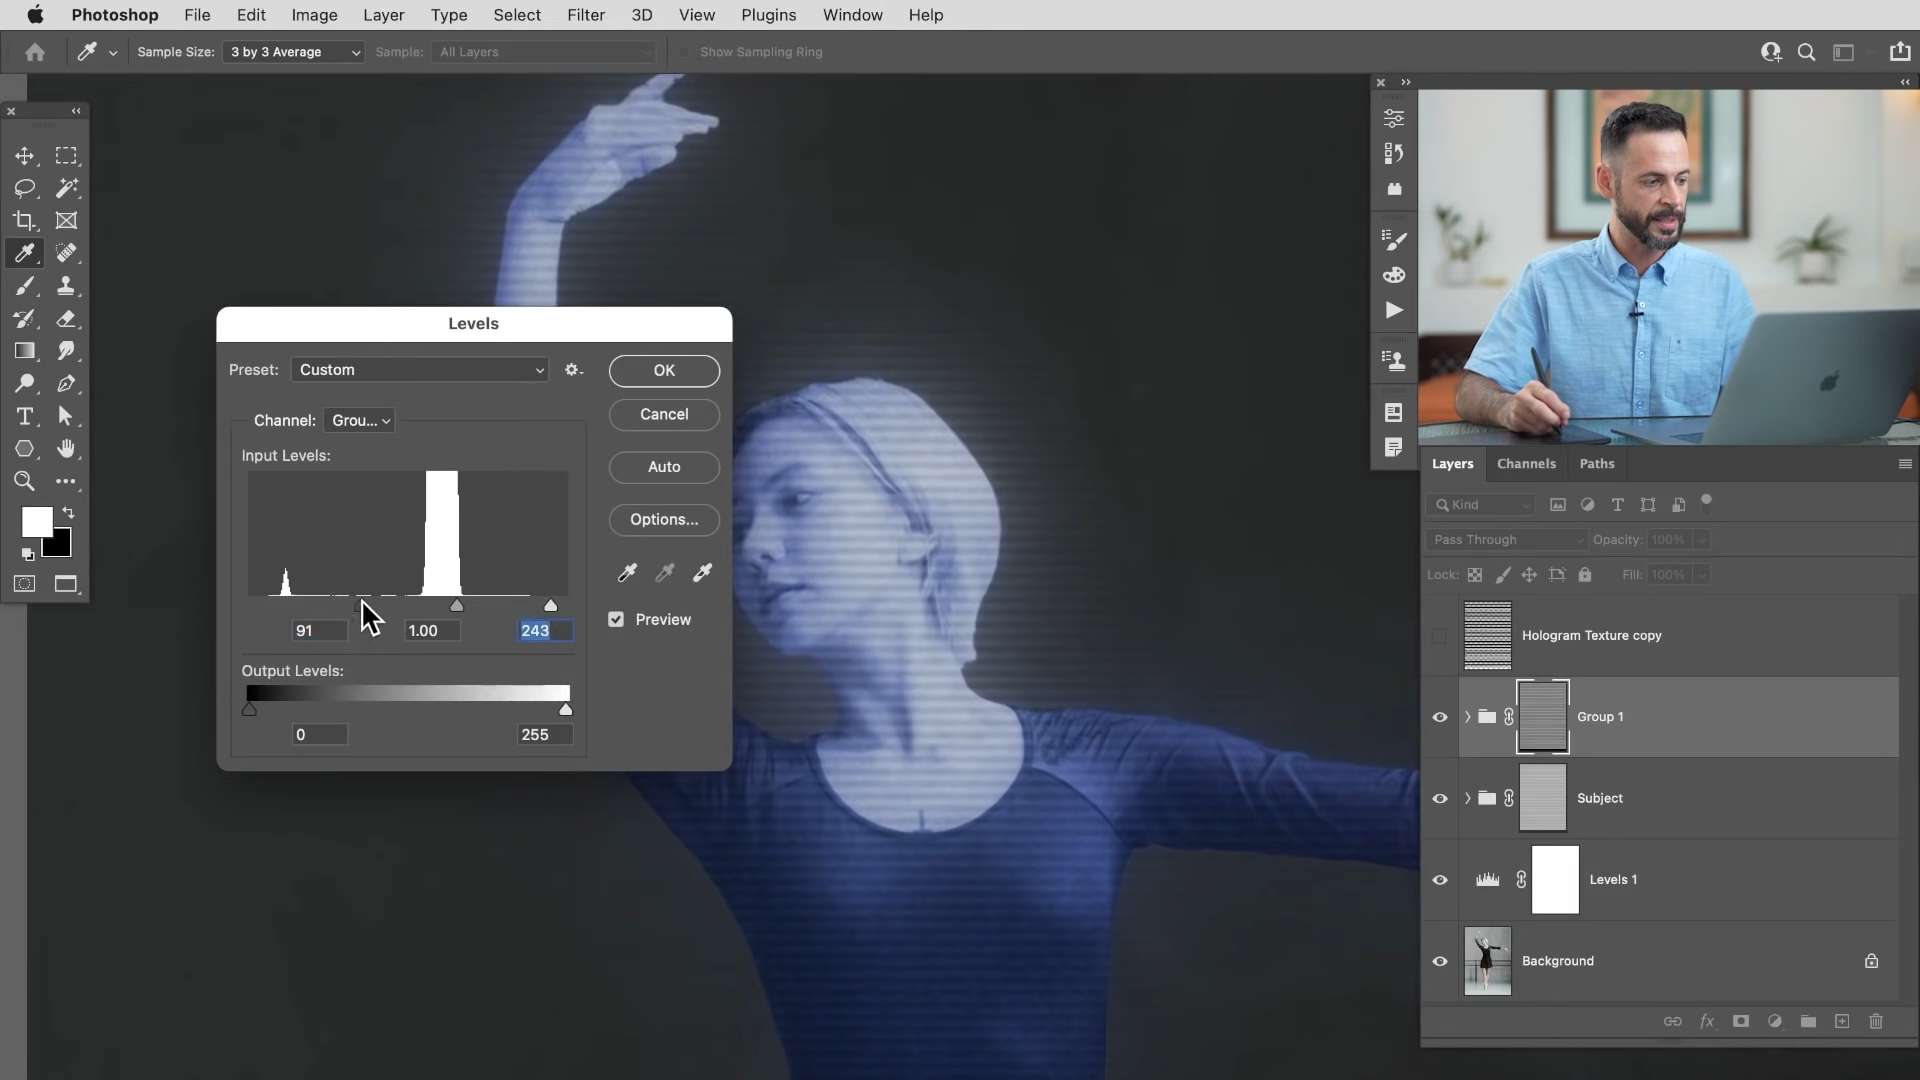 Photoshop File Edit Image Layer Type Select Filter 3D View Plugins Window Help
Sample Size: 3 by 3 Average Sample: All Layers Show Sampling Ring
Levels
Preset: Custom
OK
Cancel
Channel: Grou...
Input Levels:
Auto
Options...
Preview
91 1.00 243
Output Levels:
0 255
Layers Channels Paths
Kind
Pass Through Opacity: 100%
Lock: Fill: 100%
Hologram Texture copy
Group 1
Subject
Levels 1
Background